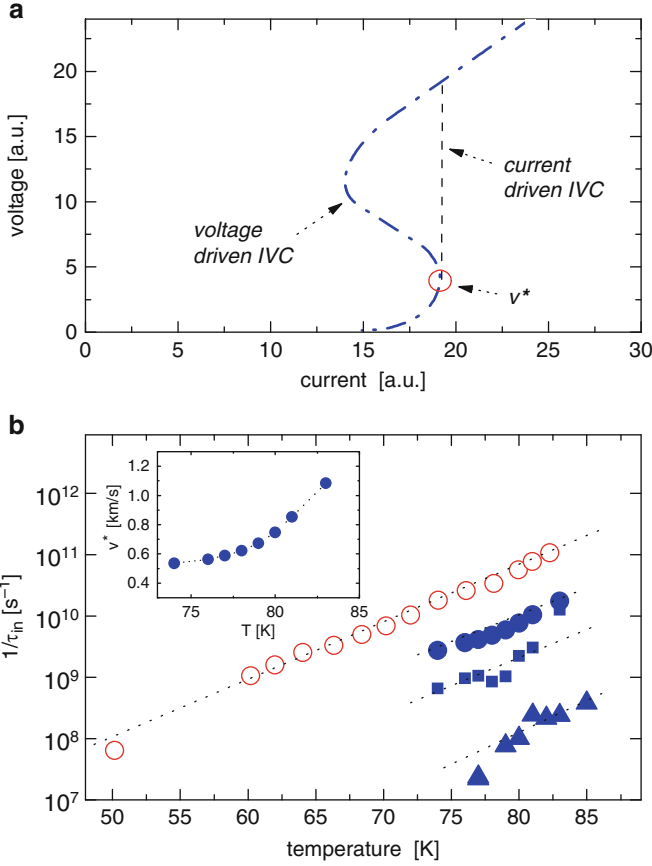 a
voltage [a.u.]
20
15
10
5
0
current
driven IVC
voltage
driven IVC
v*
0 5 10 15 20 25 30
current [a.u.]
b
1/τin [s⁻¹]
10¹²
10¹¹
10¹⁰
10⁹
10⁸
10⁷
v* [km/s]
1.2
1.0
0.8
0.6
0.4
75 80 85
T [K]
50 55 60 65 70 75 80 85
temperature [K]